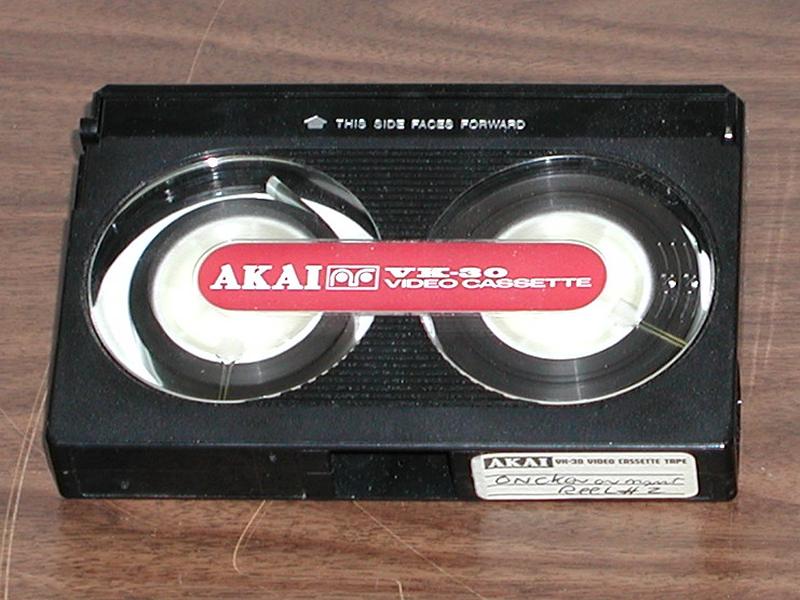 THIS SIDE FACES FORWARD
AKAI VK-30
VIDEO CASSETTE
AKAI VK-30 VIDEO CASSETTE TAPE
REEL # 2